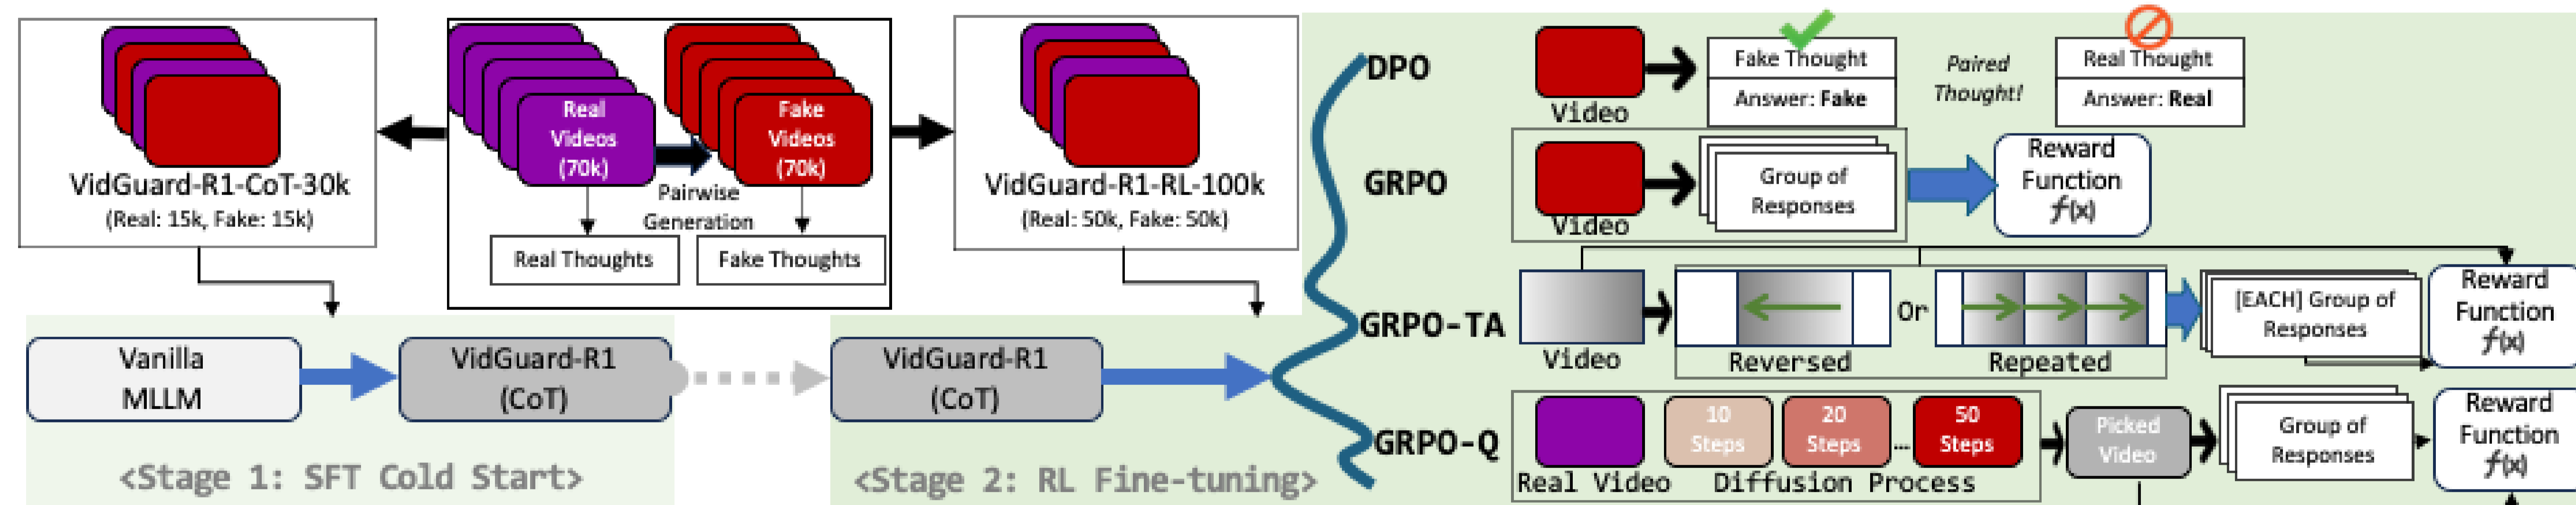 VidGuard-R1-CoT-30k
(Real: 15k, Fake: 15k)
Real
Videos
(70k)
Fake
Videos
(70k)
Pairwise
Generation
Real Thoughts
Fake Thoughts
VidGuard-R1-RL-100k
(Real: 50k, Fake: 50k)
Vanilla
MLLM
VidGuard-R1
(CoT)
<Stage 1: SFT Cold Start>
VidGuard-R1
(CoT)
<Stage 2: RL Fine-tuning>
DPO
Video
Fake Thought
Answer: Fake
Paired
Thought!
Real Thought
Answer: Real
GRPO
Video
Group of
Responses
Reward
Function
f(x)
GRPO-TA
Video
Reversed
Or
Repeated
[EACH] Group of
Responses
Reward
Function
f(x)
GRPO-Q
Real Video
10
Steps
20
Steps
...
50
Steps
Diffusion Process
Picked
Video
Group of
Responses
Reward
Function
f(x)